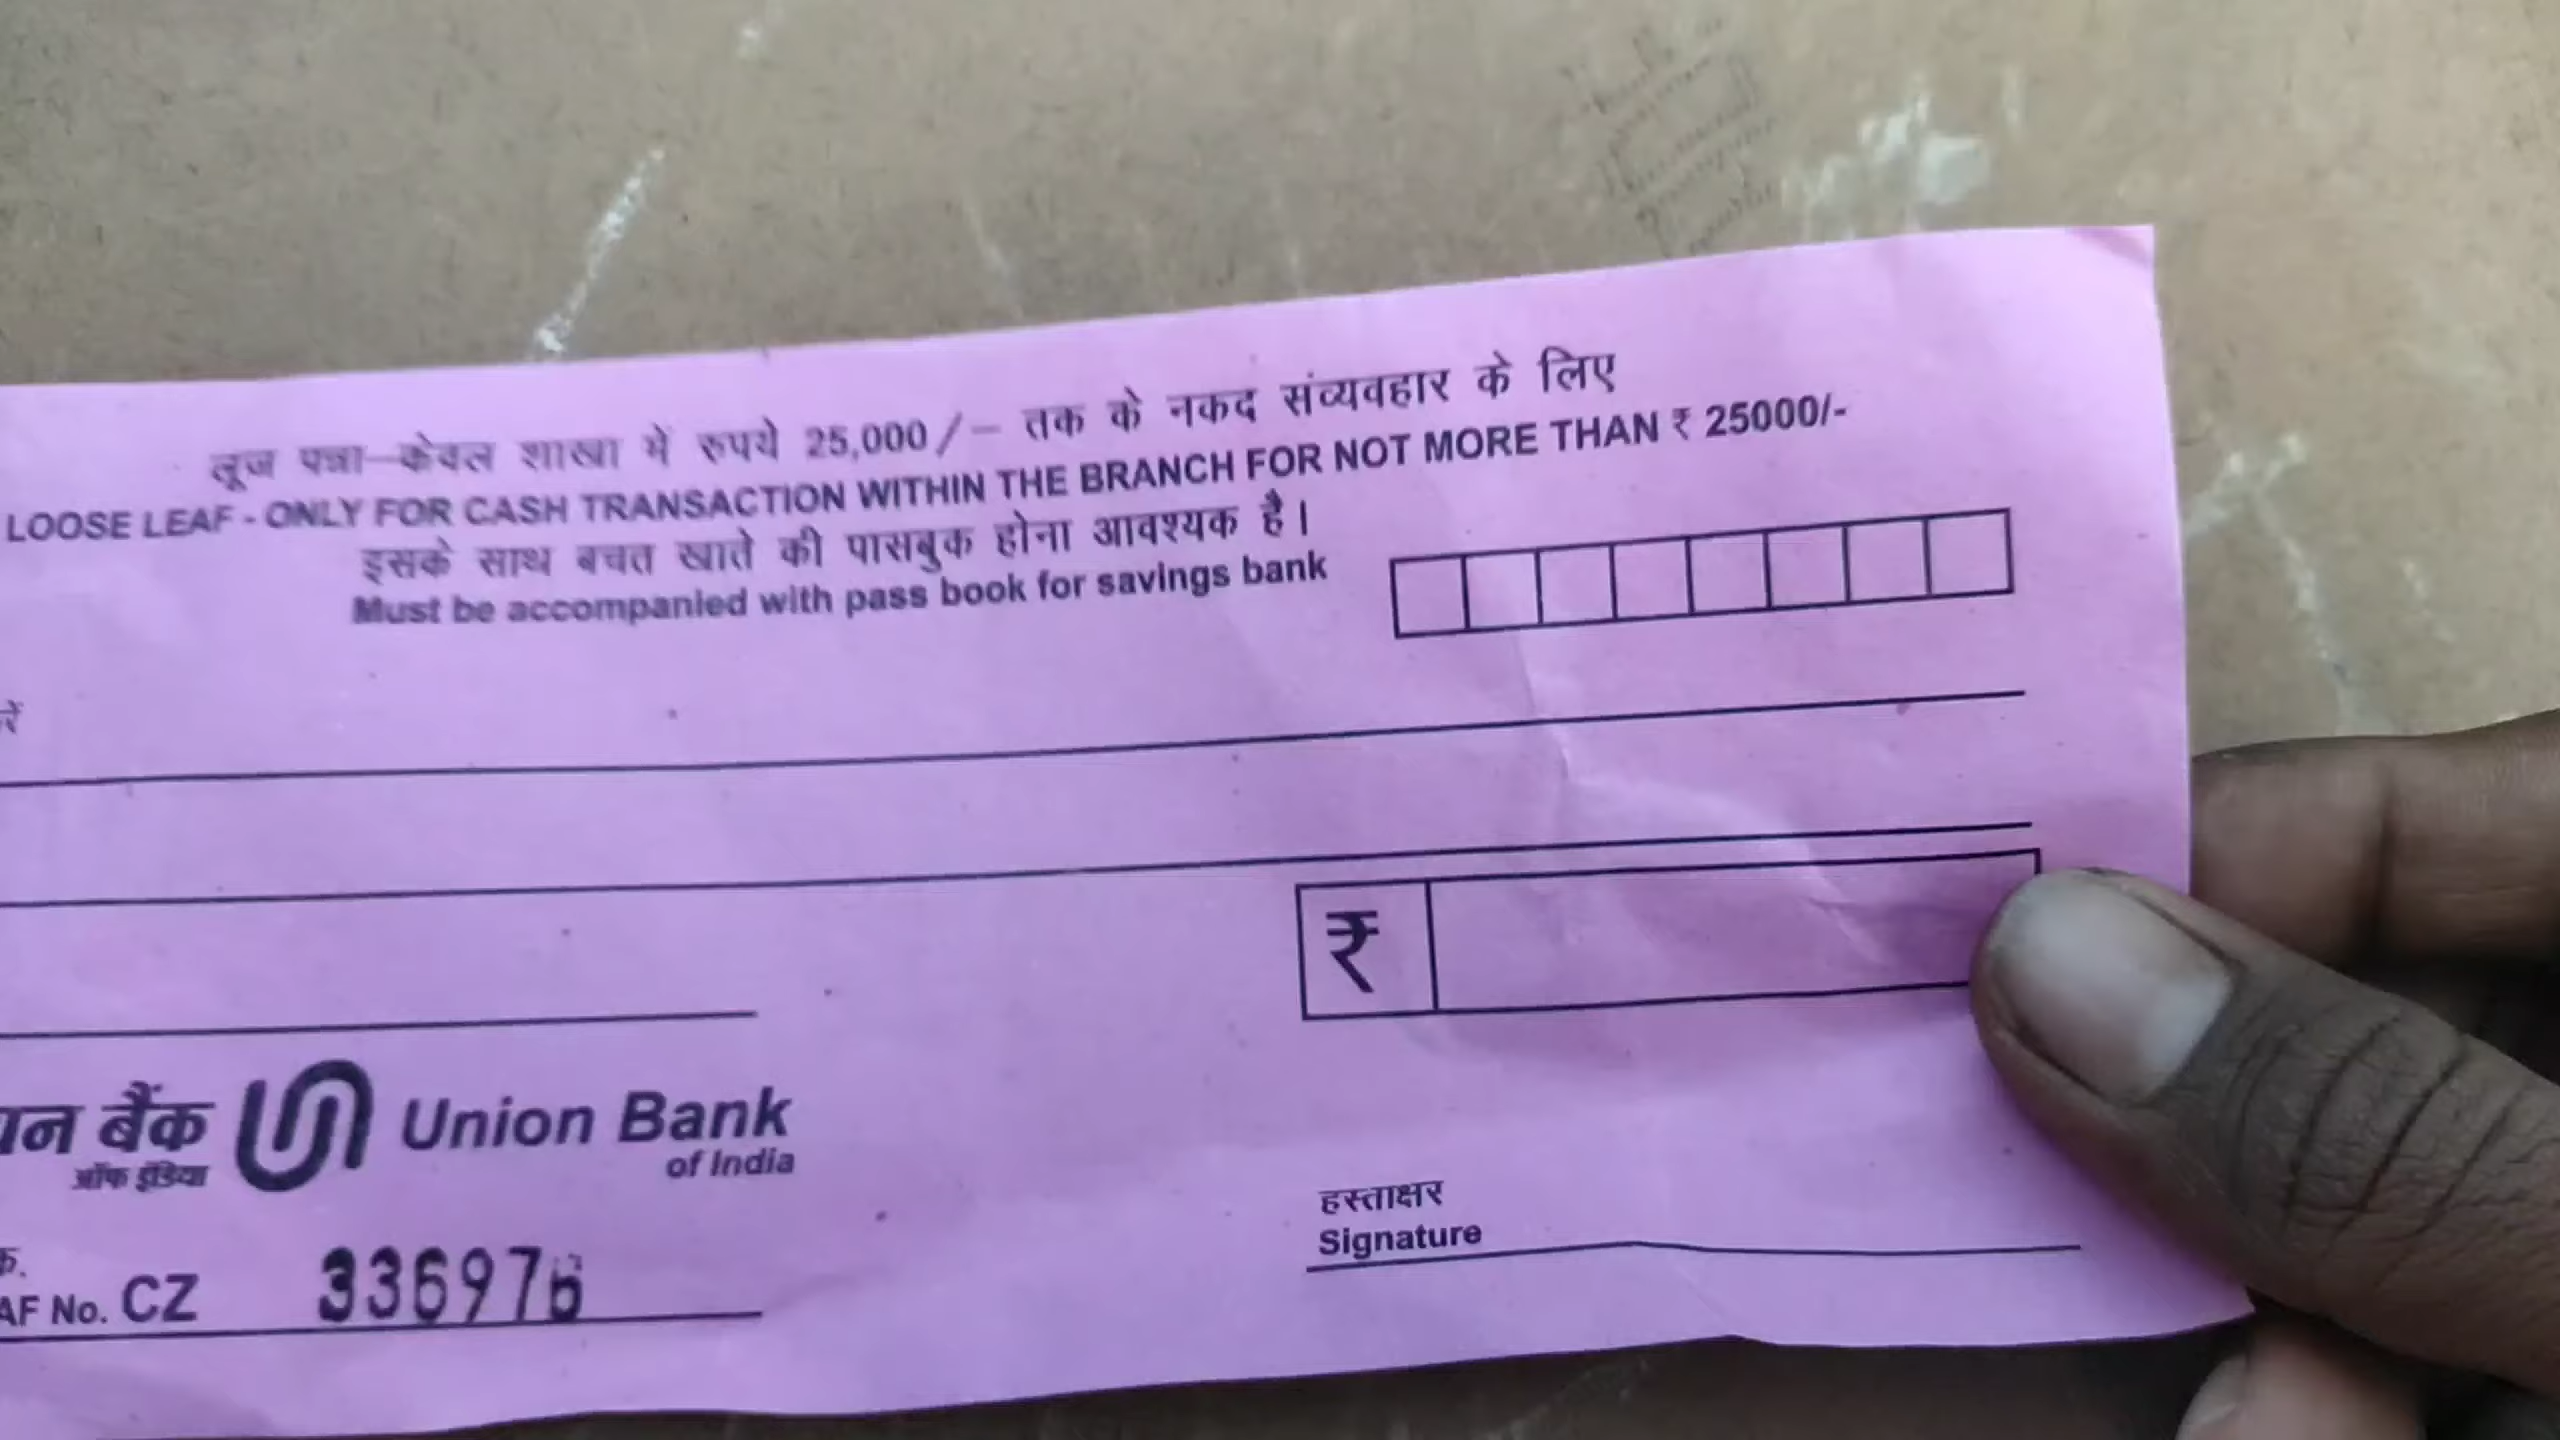 लूज पन्ना–केवल शाखा में रुपये 25,000/– तक के नकद संव्यवहार के लिए
LOOSE LEAF - ONLY FOR CASH TRANSACTION WITHIN THE BRANCH FOR NOT MORE THAN ₹ 25000/-
इसके साथ बचत खाते की पासबुक होना आवश्यक है।
Must be accompanied with pass book for savings bank
₹
बैंक Union Bank
ऑफ इंडिया of India
हस्ताक्षर
Signature
No. CZ 336976